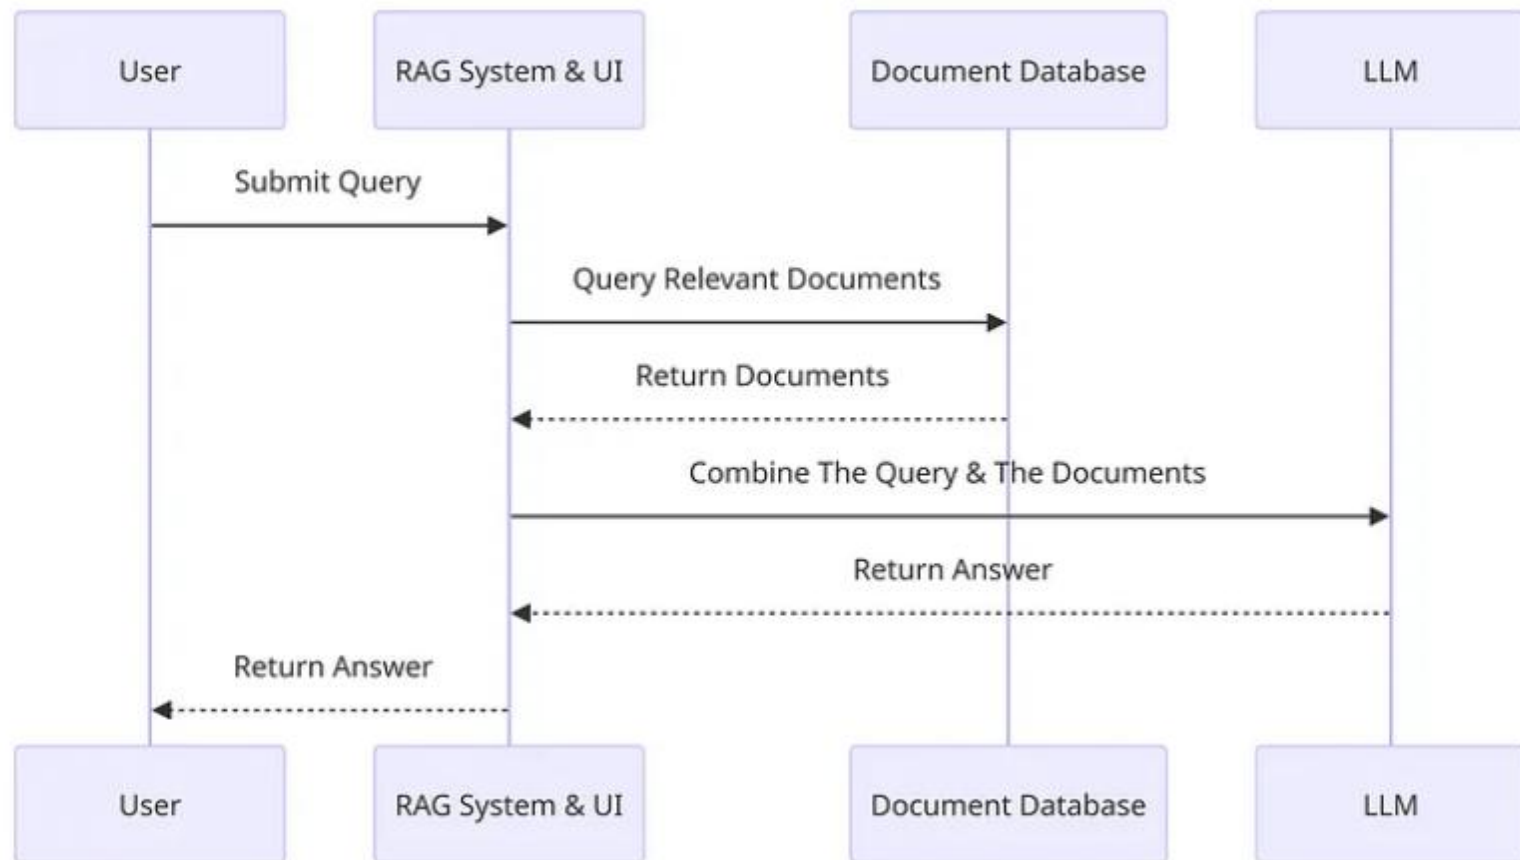 User
RAG System & UI
Document Database
LLM
Submit Query
Query Relevant Documents
Return Documents
Combine The Query & The Documents
Return Answer
Return Answer
User
RAG System & UI
Document Database
LLM